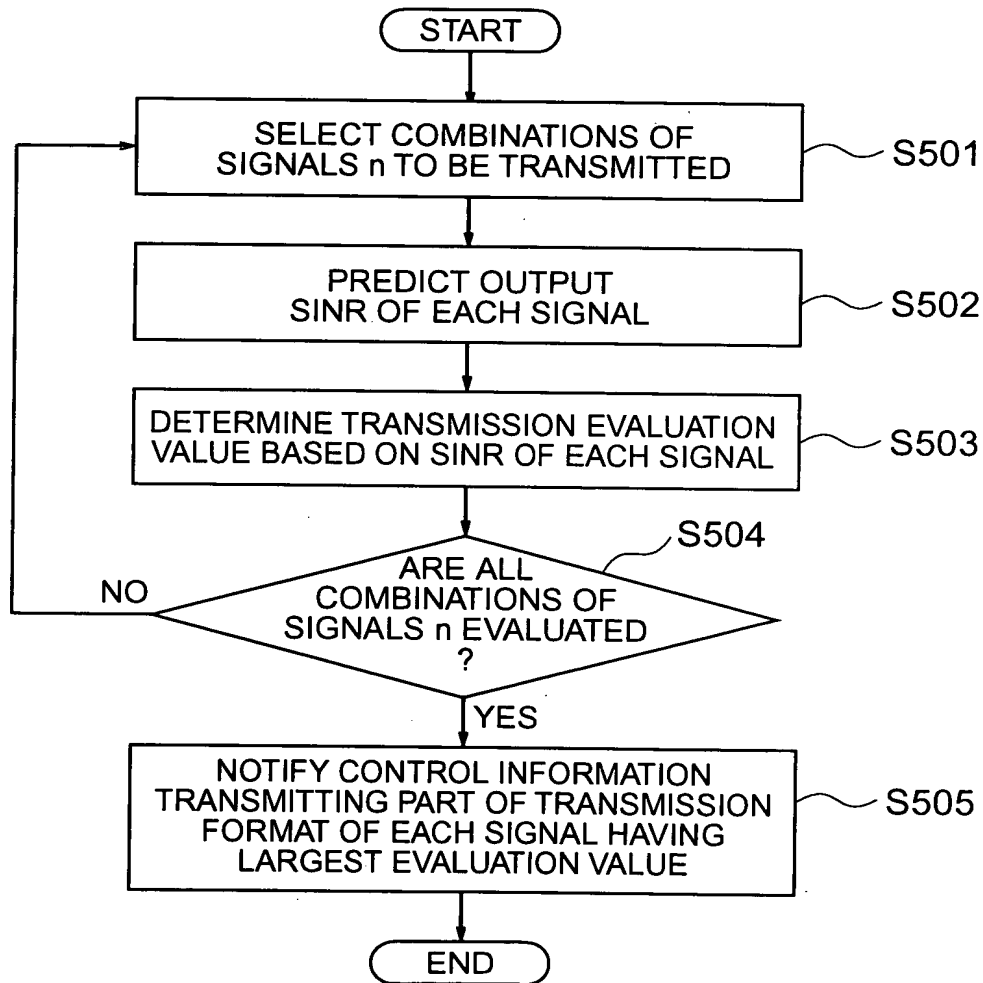 START
SELECT COMBINATIONS OF
SIGNALS n TO BE TRANSMITTED
S501
PREDICT OUTPUT
SINR OF EACH SIGNAL
S502
DETERMINE TRANSMISSION EVALUATION
VALUE BASED ON SINR OF EACH SIGNAL
S503
S504
ARE ALL
COMBINATIONS OF
SIGNALS n EVALUATED
?
NO
YES
NOTIFY CONTROL INFORMATION
TRANSMITTING PART OF TRANSMISSION
FORMAT OF EACH SIGNAL HAVING
LARGEST EVALUATION VALUE
S505
END